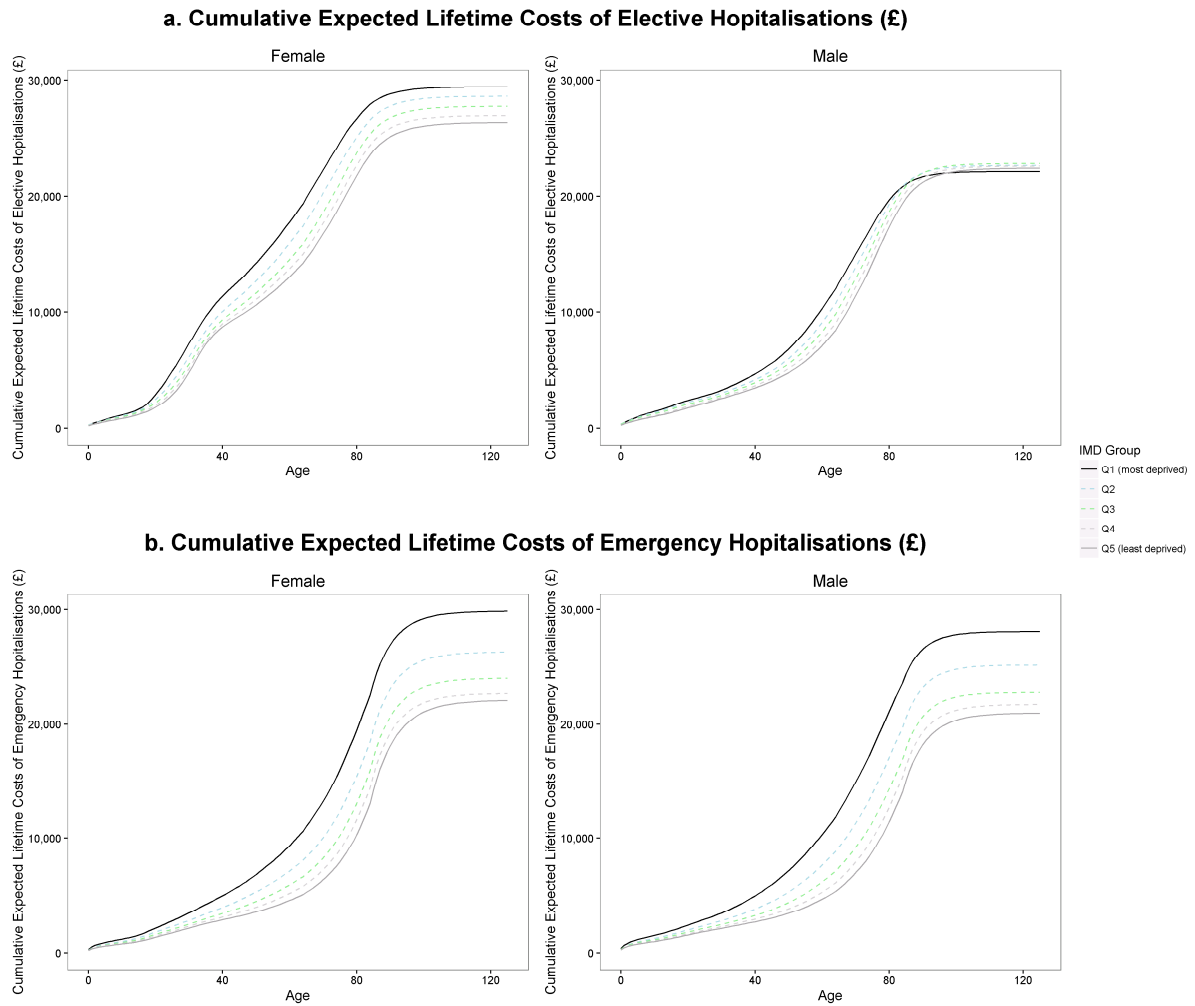 a. Cumulative Expected Lifetime Costs of Elective Hopitalisations (£)
Female
Male
Cumulative Expected Lifetime Costs of Elective Hopitalisations (£)
30,000
20,000
10,000
0
0 40 80 120
Age
Cumulative Expected Lifetime Costs of Elective Hopitalisations (£)
30,000
20,000
10,000
0
0 40 80 120
Age
IMD Group
Q1 (most deprived)
Q2
Q3
Q4
Q5 (least deprived)
b. Cumulative Expected Lifetime Costs of Emergency Hopitalisations (£)
Female
Male
Cumulative Expected Lifetime Costs of Emergency Hopitalisations (£)
30,000
20,000
10,000
0
0 40 80 120
Age
Cumulative Expected Lifetime Costs of Emergency Hopitalisations (£)
30,000
20,000
10,000
0
0 40 80 120
Age